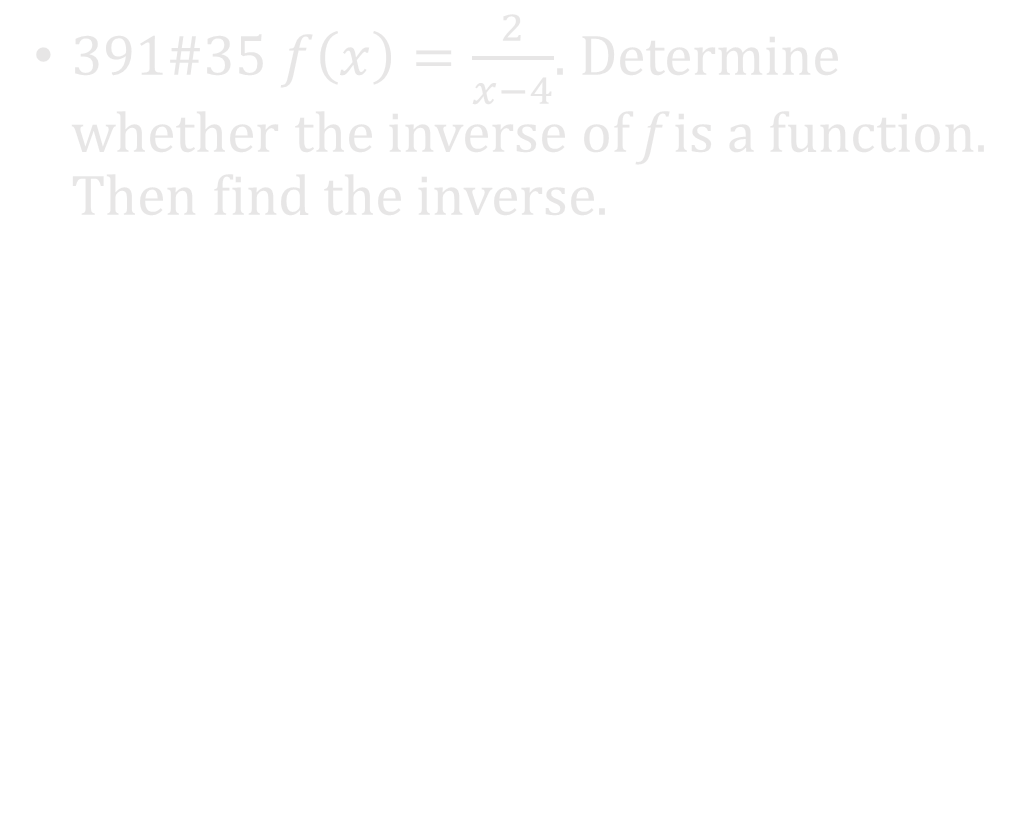 • 391#35 f(x) = 2/(x−4). Determine
whether the inverse of f is a function.
Then find the inverse.